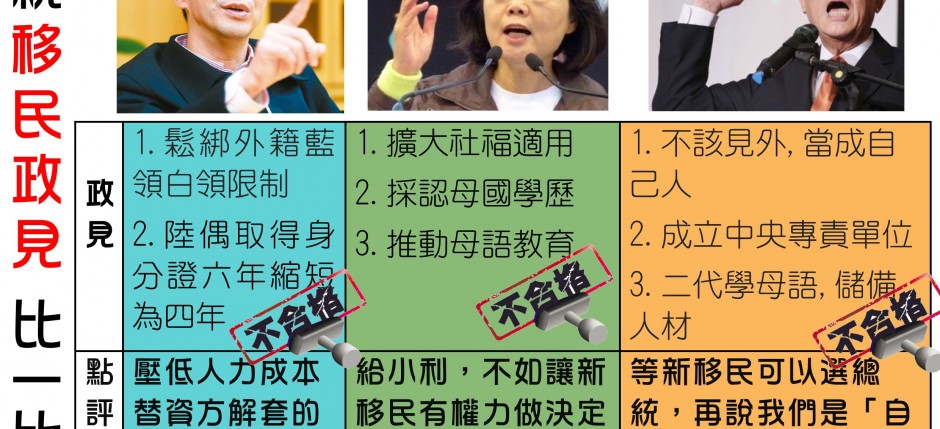 移民政見 比一比
政見
1. 鬆綁外籍藍
領白領限制
2. 陸偶取得身
分證六年縮短
為四年
不合格
1. 擴大社福適用
2. 採認母國學歷
3. 推動母語教育
不合格
1. 不該見外, 當成自
己人
2. 成立中央專責單位
3. 二代學母語, 儲備
人材
不合格
點評
壓低人力成本
替資方解套的
給小利，不如讓新
移民有權力做決定
等新移民可以選總
統，再說我們是「自